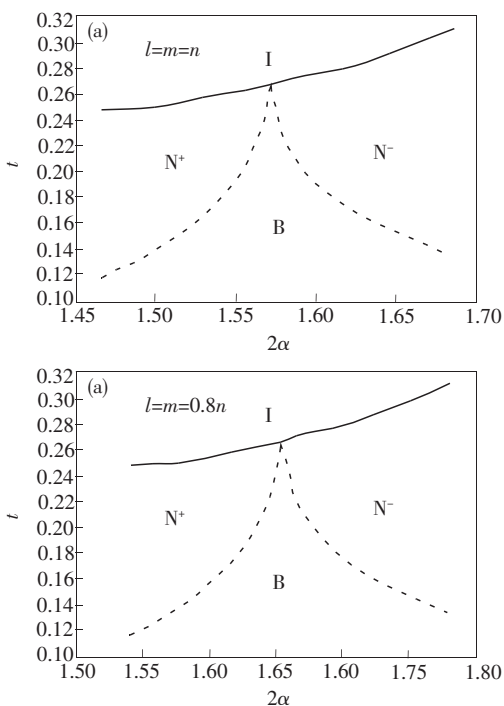 0.32
(a)
l=m=n
I
0.30
0.28
0.26
0.24
0.22
N⁺
N⁻
t
0.20
0.18
B
0.16
0.14
0.12
0.10
1.45 1.50 1.55 1.60 1.65 1.70
2α
0.32
(a)
l=m=0.8n
I
0.30
0.28
0.26
0.24
0.22
N⁺
N⁻
t
0.20
0.18
B
0.16
0.14
0.12
0.10
1.50 1.55 1.60 1.65 1.60 1.75 1.80
2α